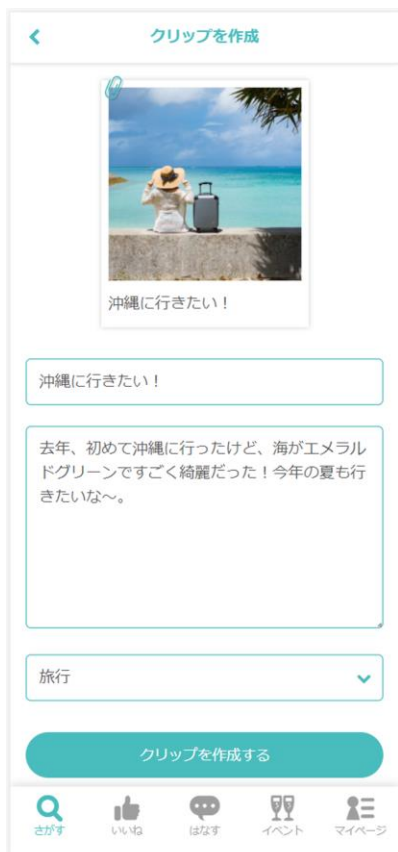 クリップを作成
沖縄に行きたい！
沖縄に行きたい！
去年、初めて沖縄に行ったけど、海がエメラル
ドグリーンですごく綺麗だった！今年の夏も行
きたいな～。
旅行
クリップを作成する
さがす いいね はなす イベント マイページ